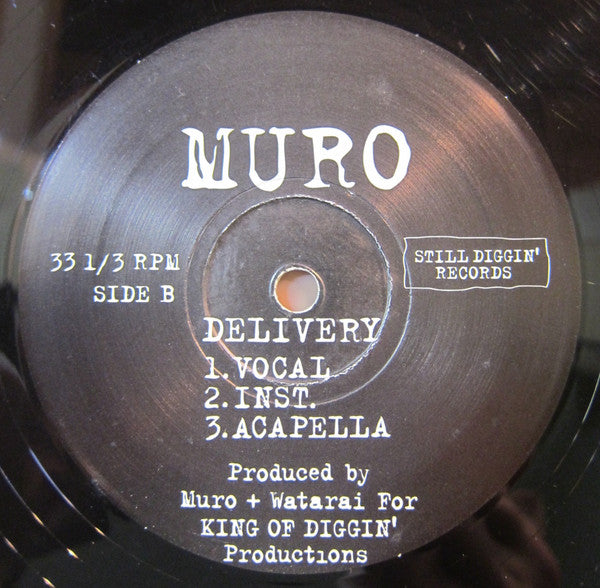 MURO
33 1/3 RPM
SIDE B
STILL DIGGIN'
RECORDS
DELIVERY
1.VOCAL
2.INST.
3.ACAPELLA
Produced by
Muro + Watarai For
KING OF DIGGIN'
Productions